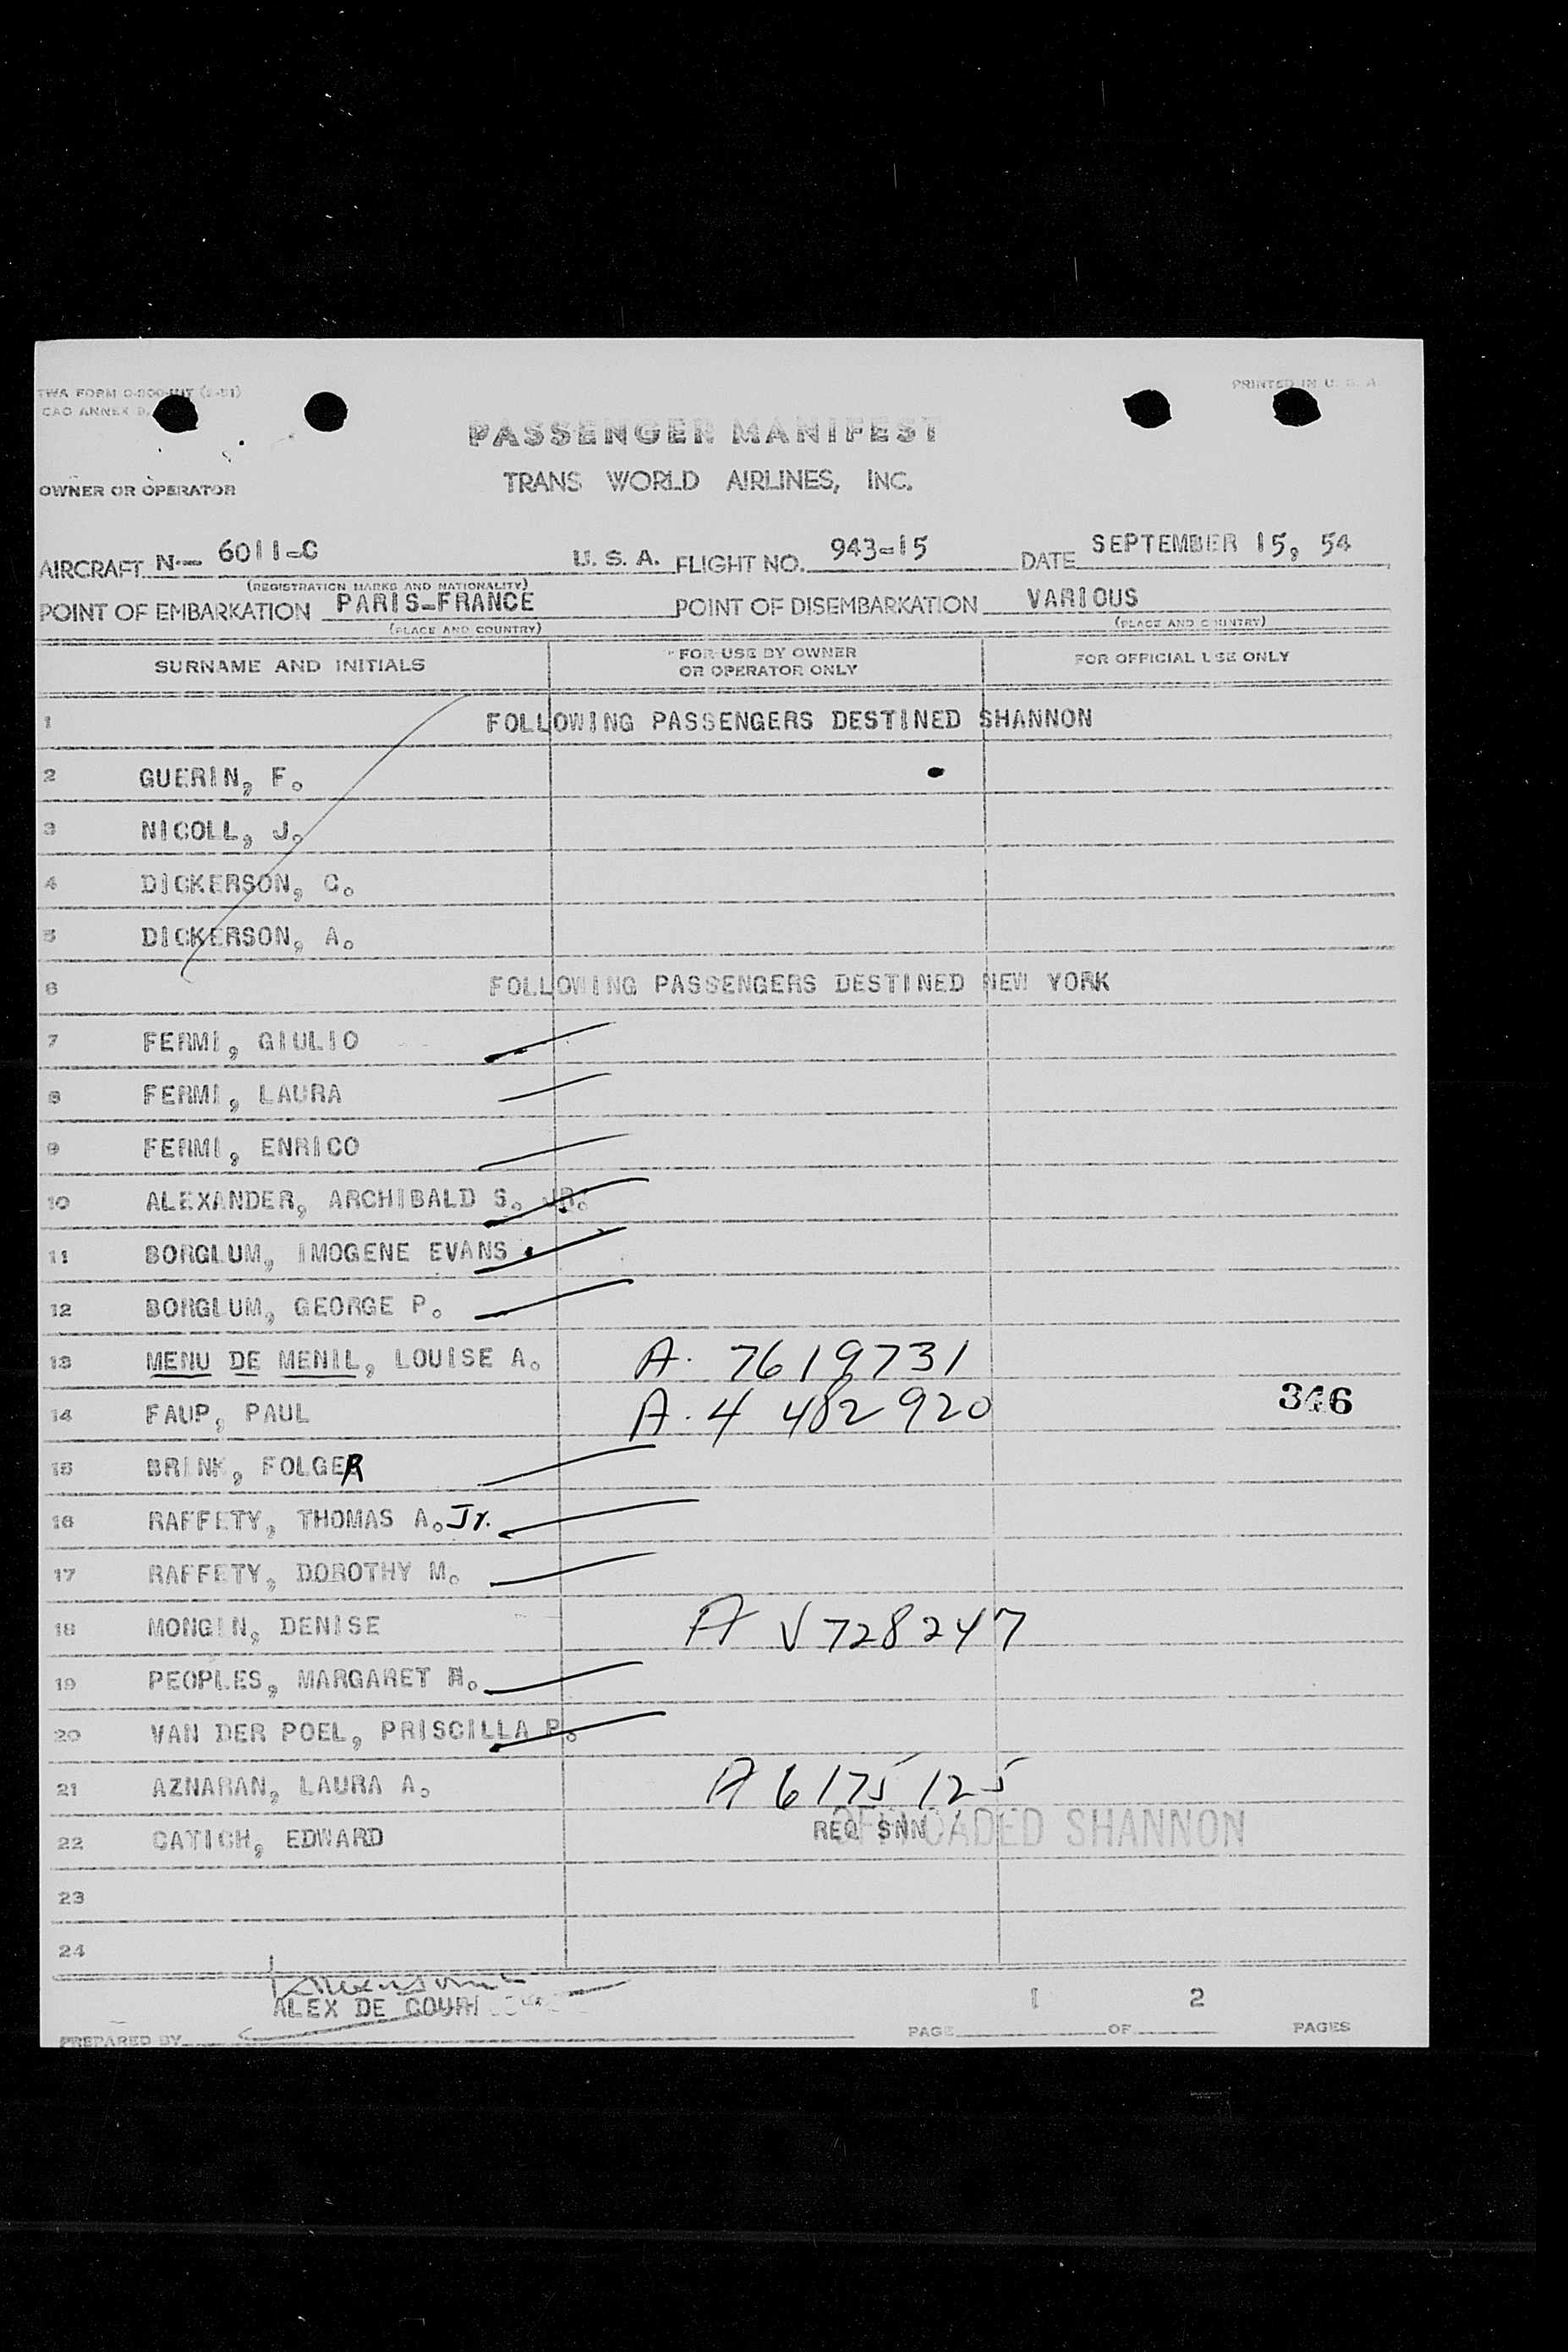 TWA FORM O-800-INT (2-51)
PRINTED IN U. S. A.
CAO ANNEX 9,
PASSENGER MANIFEST
OWNER OR OPERATOR
TRANS WORLD AIRLINES, INC.
AIRCRAFT N-- 6011-C U. S. A. FLIGHT NO. 943-15 DATE SEPTEMBER 15, 54
(REGISTRATION MARKS AND NATIONALITY)
POINT OF EMBARKATION PARIS-FRANCE POINT OF DISEMBARKATION VARIOUS
(PLACE AND COUNTRY) (PLACE AND COUNTRY)
SURNAME AND INITIALS FOR USE BY OWNER OR OPERATOR ONLY FOR OFFICIAL USE ONLY
1 FOLLOWING PASSENGERS DESTINED SHANNON
2 GUERIN, F.
3 NICOLL, J.
4 DICKERSON, C.
5 DICKERSON, A.
6 FOLLOWING PASSENGERS DESTINED NEW YORK
7 FERMI, GIULIO
8 FERMI, LAURA
9 FERMI, ENRICO
10 ALEXANDER, ARCHIBALD S. JR.
11 BORGLUM, IMOGENE EVANS
12 BORGLUM, GEORGE P.
13 MENU DE MENIL, LOUISE A. A. 7619731
14 FAUP, PAUL A. 4 482920 346
15 BRINK, FOLGER
16 RAFFETY, THOMAS A. Jr.
17 RAFFETY, DOROTHY M.
18 MONGIN, DENISE A V728247
19 PEOPLES, MARGARET H.
20 VAN DER POEL, PRISCILLA P.
21 AZNARAN, LAURA A. A 6175125
22 CATICH, EDWARD REQ SNN OFFLOADED SHANNON
23
24
ALEX DE
PREPARED BY PAGE 1 OF 2 PAGES